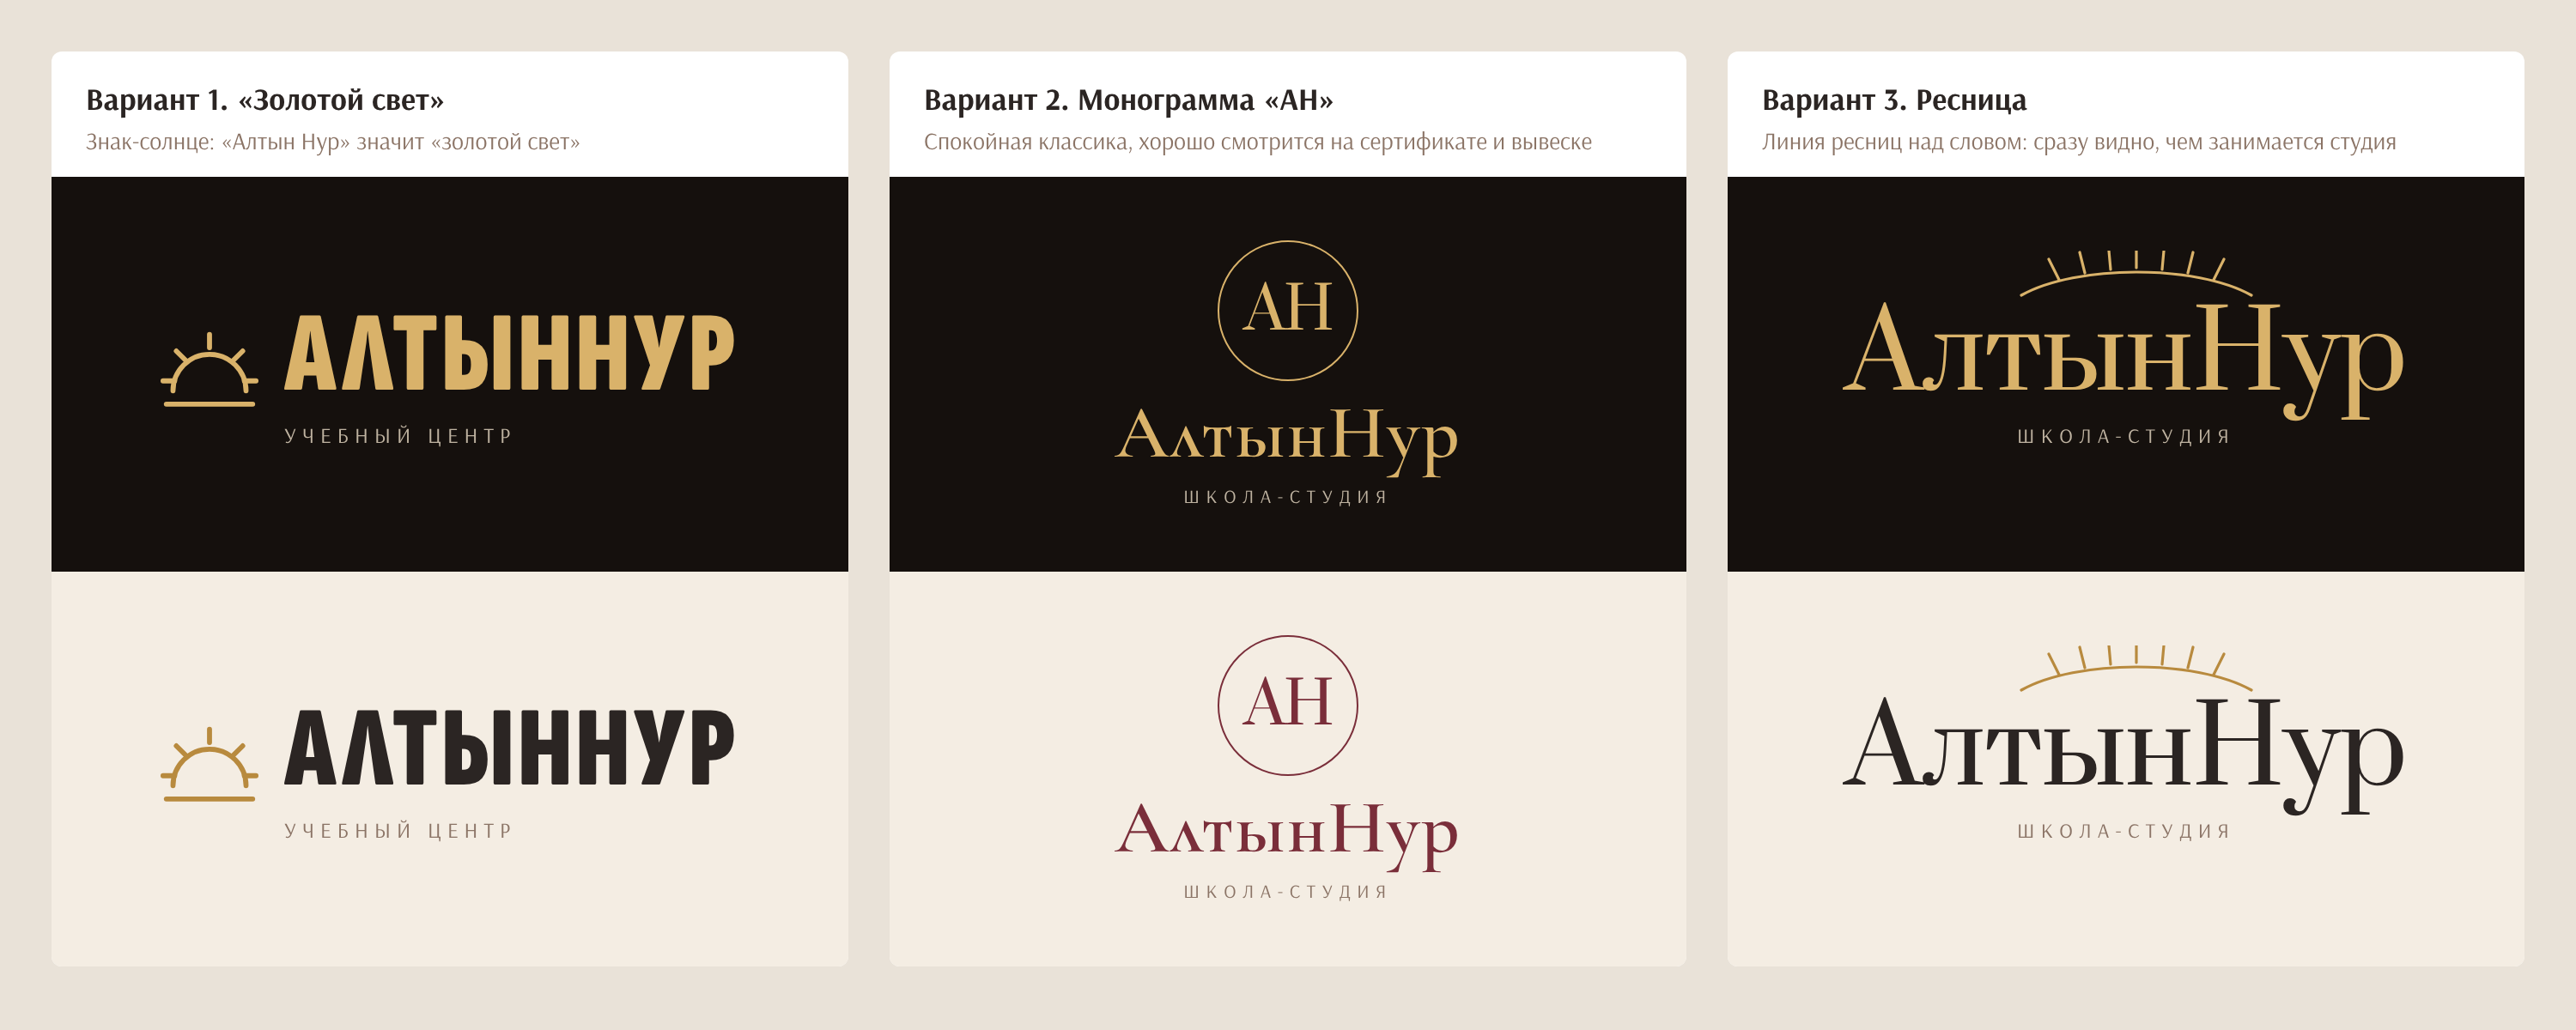 Вариант 1. «Золотой свет»
Знак-солнце: «Алтын Нур» значит «золотой свет»
АЛТЫННУР
УЧЕБНЫЙ ЦЕНТР
АЛТЫННУР
УЧЕБНЫЙ ЦЕНТР
Вариант 2. Монограмма «АН»
Спокойная классика, хорошо смотрится на сертификате и вывеске
АН
АлтынНур
ШКОЛА-СТУДИЯ
АН
АлтынНур
ШКОЛА-СТУДИЯ
Вариант 3. Ресница
Линия ресниц над словом: сразу видно, чем занимается студия
АлтынНур
ШКОЛА-СТУДИЯ
АлтынНур
ШКОЛА-СТУДИЯ